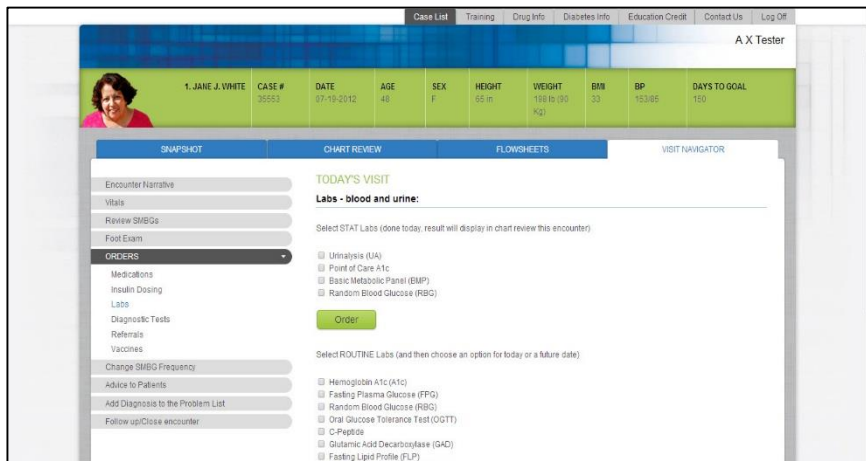 Case List Training Drug Info Diabetes Info Education Credit Contact Us Log Off
A X Tester
1. JANE J. WHITE CASE # DATE AGE SEX HEIGHT WEIGHT BMI BP DAYS TO GOAL
35553 07-19-2012 48 F 65 in 198 lb (90 33 153/85 150
Kg)
SNAPSHOT CHART REVIEW FLOWSHEETS VISIT NAVIGATOR
Encounter Narrative
Vitals
Review SMBGs
Foot Exam
ORDERS
Medications
Insulin Dosing
Labs
Diagnostic Tests
Referrals
Vaccines
Change SMBG Frequency
Advice to Patients
Add Diagnosis to the Problem List
Follow up/Close encounter
TODAY'S VISIT
Labs - blood and urine:
Select STAT Labs (done today, result will display in chart review this encounter)
Urinalysis (UA)
Point of Care A1c
Basic Metabolic Panel (BMP)
Random Blood Glucose (RBG)
Order
Select ROUTINE Labs (and then choose an option for today or a future date)
Hemoglobin A1c (A1c)
Fasting Plasma Glucose (FPG)
Random Blood Glucose (RBG)
Oral Glucose Tolerance Test (OGTT)
C-Peptide
Glutamic Acid Decarboxylase (GAD)
Fasting Lipid Profile (FLP)